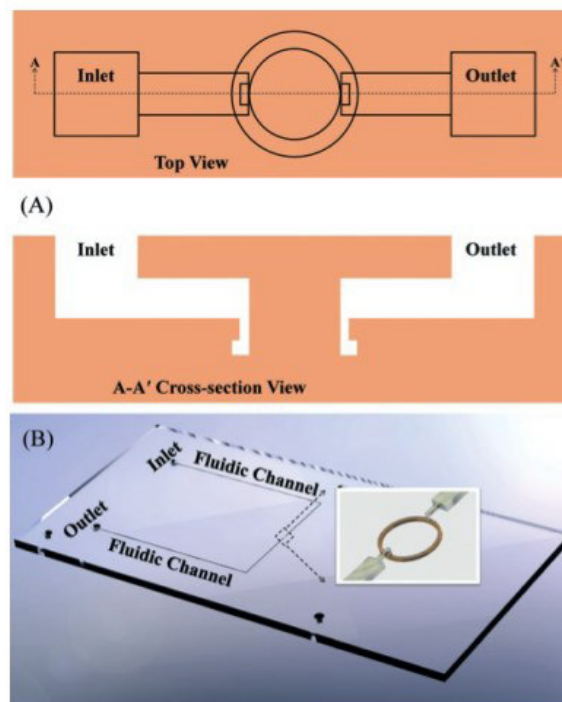 A
Inlet
Outlet
A'
Top View
(A)
Inlet
Outlet
A-A' Cross-section View
(B)
Inlet
Fluidic Channel
Outlet
Fluidic Channel